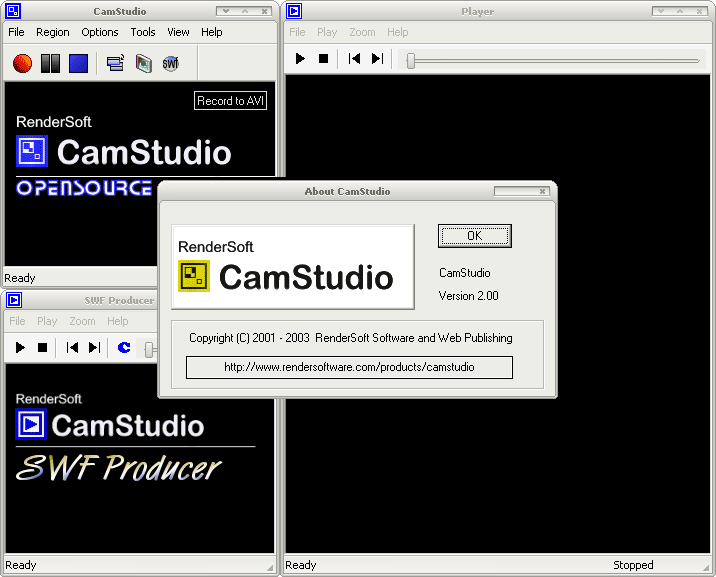 CamStudio
File Region Options Tools View Help
SWF
Record to AVI
RenderSoft
CamStudio
OPENSOURCE
Ready
Player
File Play Zoom Help
Ready
Stopped
About CamStudio
RenderSoft
CamStudio
OK
CamStudio
Version 2.00
Copyright (C) 2001 - 2003 RenderSoft Software and Web Publishing
http://www.rendersoftware.com/products/camstudio
SWF Producer
File Play Zoom Help
RenderSoft
CamStudio
SWF Producer
Ready